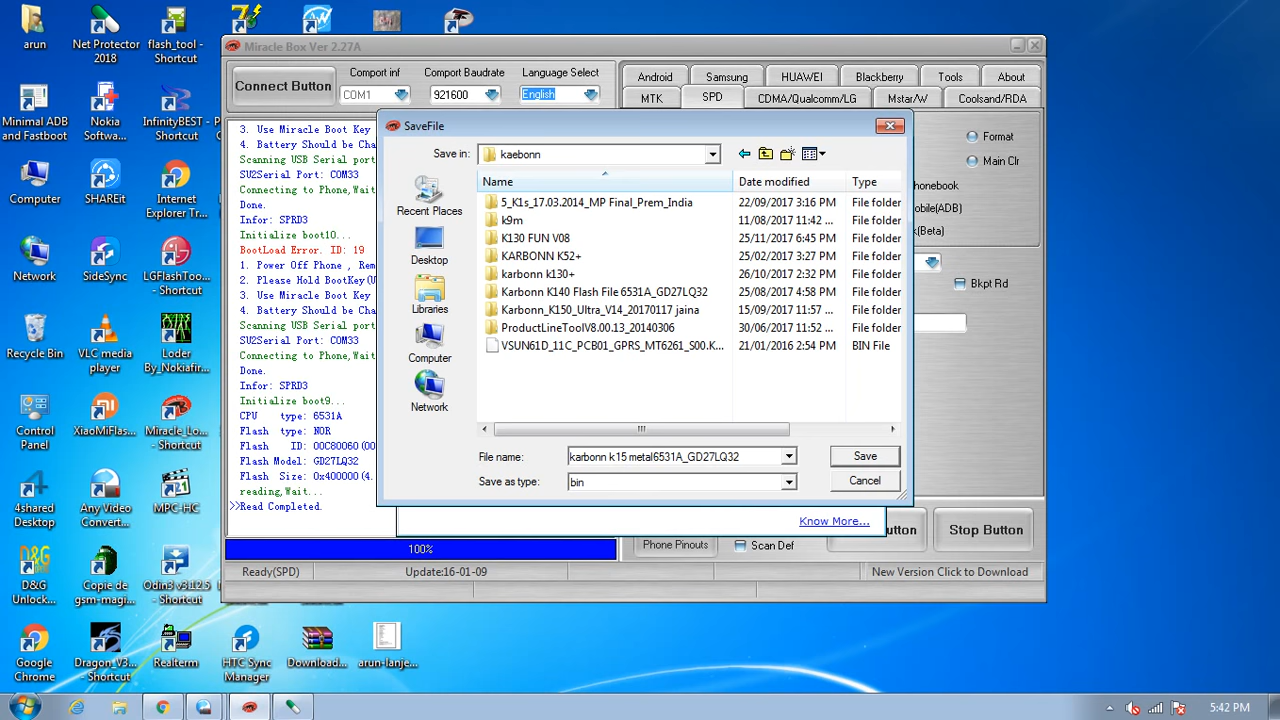 arun
Net Protector
2018
flash_tool -
Shortcut
Minimal ADB
and Fastboot
Nokia
Softwa...
InfinityBEST -
Shortcut
Computer
SHAREit
Internet
Explorer Tr...
Network
SideSync
LGFlashToo...
- Shortcut
Recycle Bin
VLC media
player
Loder
By_Nokiafir...
Control
Panel
XiaoMiFlas...
Miracle_Lo...
- Shortcut
4shared
Desktop
Any Video
Convert...
MPC-HC
D&G
Unlock...
Copie de
gsm-magi...
Odin3 v3.12.5
- Shortcut
Google
Chrome
Dragon_V3...
- Shortcut
Realterm
HTC Sync
Manager
Download...
arun-lanje...
Miracle Box Ver 2.27A
Connect Button
Comport inf
COM1
Comport Baudrate
921600
Language Select
English
Android
Samsung
HUAWEI
Blackberry
Tools
About
MTK
SPD
CDMA/Qualcomm/LG
Mstar/W
Coolsand/RDA
3. Use Miracle Boot Key
4. Battery Should be Cha
Scanning USB Serial port
SU2Serial Port: COM33
Connecting to Phone,Wait
Done.
Infor: SPRD3
Initialize boot10...
BootLoad Error. ID: 19
1. Power Off Phone , Rem
2. Please Hold BootKey(U
3. Use Miracle Boot Key
4. Battery Should be Cha
Scanning USB Serial port
SU2Serial Port: COM33
Connecting to Phone,Wait
Done.
Infor: SPRD3
Initialize boot9...
CPU type: 6531A
Flash type: NOR
Flash ID: 00C80060(00
Flash Model: GD27LQ32
Flash Size: 0x400000(4.
reading,Wait...
>>Read Completed.
SaveFile
Save in:
kaebonn
Recent Places
Desktop
Libraries
Computer
Network
Name
Date modified
Type
5_K1s_17.03.2014_MP Final_Prem_India
22/09/2017 3:16 PM
File folder
k9m
11/08/2017 11:42 ...
File folder
K130 FUN V08
25/11/2017 6:45 PM
File folder
KARBONN K52+
25/02/2017 3:27 PM
File folder
karbonn k130+
26/10/2017 2:32 PM
File folder
Karbonn K140 Flash File 6531A_GD27LQ32
25/08/2017 4:58 PM
File folder
Karbonn_K150_Ultra_V14_20170117 jaina
15/09/2017 11:57 ...
File folder
ProductLineToolV8.00.13_20140306
30/06/2017 11:52 ...
File folder
VSUN61D_11C_PCB01_GPRS_MT6261_S00.K...
21/01/2016 2:54 PM
BIN File
File name:
karbonn k15 metal6531A_GD27LQ32
Save
Save as type:
bin
Cancel
Format
Main Clr
honebook
obile(ADB)
k(Beta)
Bkpt Rd
Know More...
utton
Stop Button
100%
Phone Pinouts
Scan Def
Ready(SPD)
Update:16-01-09
New Version Click to Download
5:42 PM